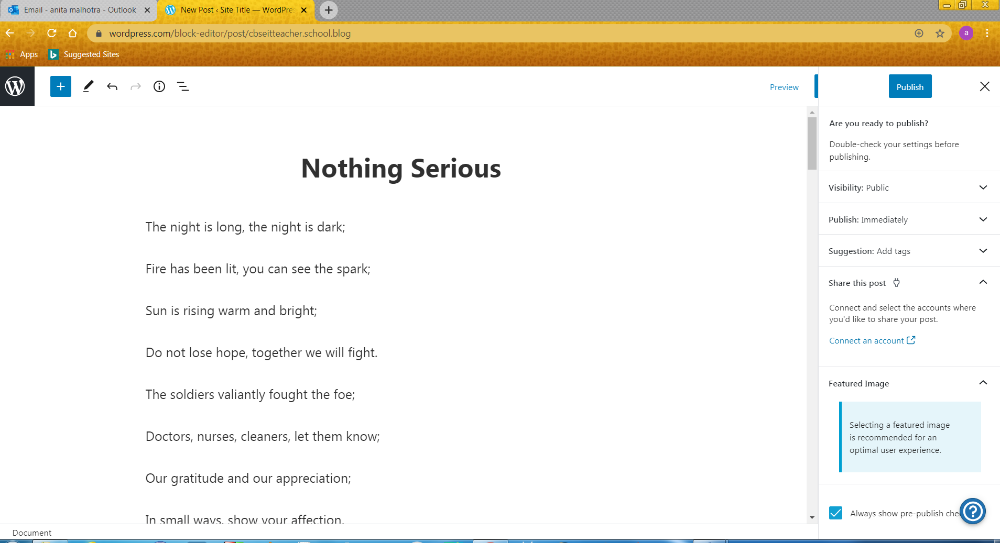 Email - anita malhotra - Outlook
New Post ‹ Site Title — WordPres
wordpress.com/block-editor/post/cbseitteacher.school.blog
a
Apps
Suggested Sites
Preview
Publish
Are you ready to publish?
Double-check your settings before
publishing.
Visibility: Public
Publish: Immediately
Suggestion: Add tags
Share this post
Connect and select the accounts where
you'd like to share your post.
Connect an account
Featured Image
Selecting a featured image
is recommended for an
optimal user experience.
Always show pre-publish che
Nothing Serious
The night is long, the night is dark;
Fire has been lit, you can see the spark;
Sun is rising warm and bright;
Do not lose hope, together we will fight.
The soldiers valiantly fought the foe;
Doctors, nurses, cleaners, let them know;
Our gratitude and our appreciation;
In small ways, show your affection.
Document